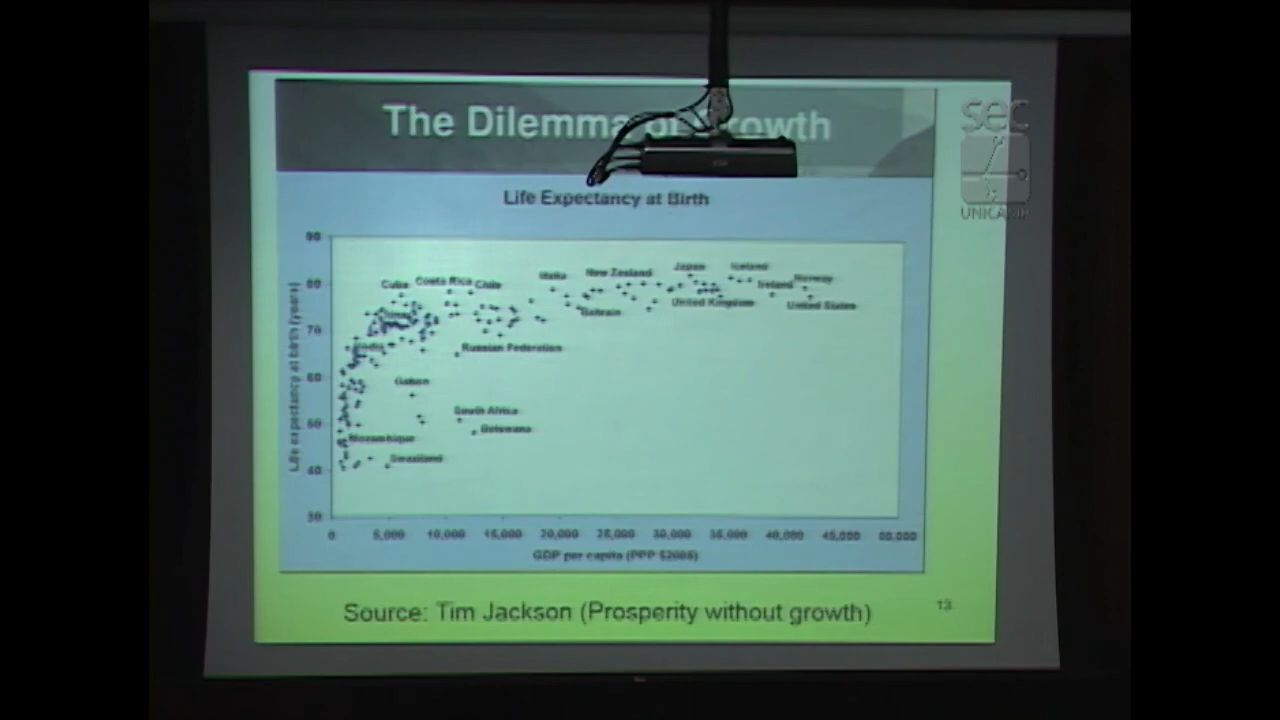 The Dilemma of Growth
sec
UNICAMP
Life Expectancy at Birth
90
80
70
60
50
40
30
Life expectancy at birth (years)
Cuba
Costa Rica
Chile
Malta
New Zealand
Japan
Iceland
Norway
Ireland
United States
United Kingdom
Bahrain
China
India
Russian Federation
Gabon
South Africa
Botswana
Mozambique
Swaziland
0 5,000 10,000 15,000 20,000 25,000 30,000 35,000 40,000 45,000 50,000
GDP per capita (PPP $2005)
Source: Tim Jackson (Prosperity without growth)
13